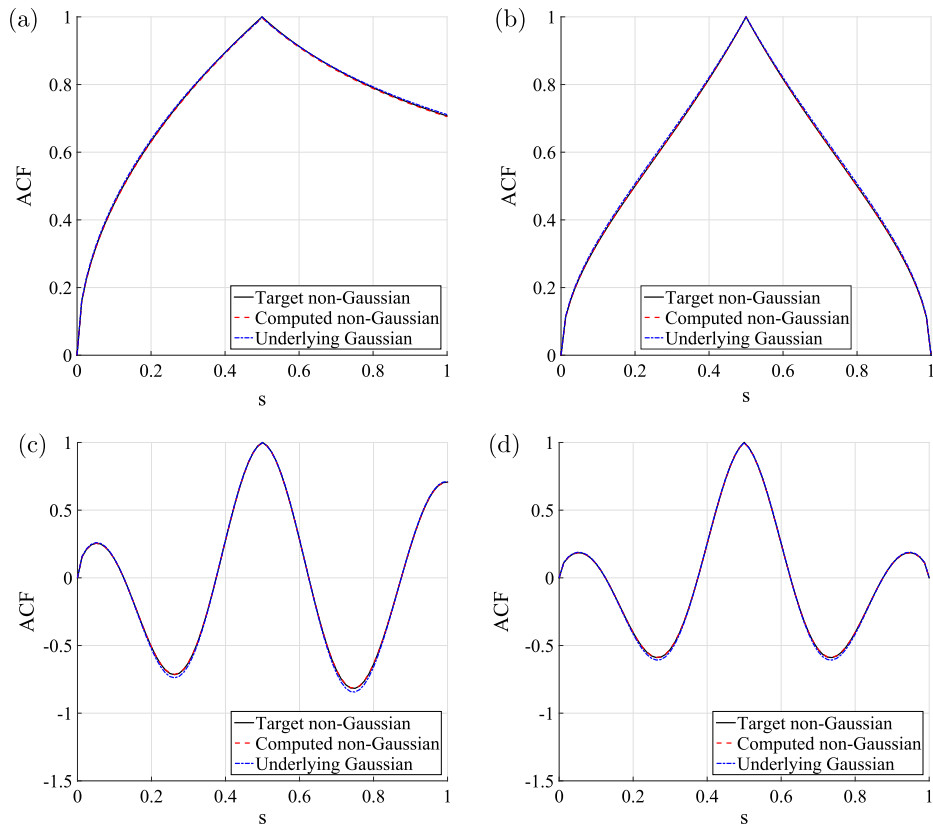 (a)
1
0.8
0.6
0.4
0.2
0
ACF
0 0.2 0.4 0.6 0.8 1
s
Target non-Gaussian
Computed non-Gaussian
Underlying Gaussian
(b)
1
0.8
0.6
0.4
0.2
0
ACF
0 0.2 0.4 0.6 0.8 1
s
Target non-Gaussian
Computed non-Gaussian
Underlying Gaussian
(c)
1
0.5
0
-0.5
-1
-1.5
ACF
0 0.2 0.4 0.6 0.8 1
s
Target non-Gaussian
Computed non-Gaussian
Underlying Gaussian
(d)
1
0.5
0
-0.5
-1
-1.5
ACF
0 0.2 0.4 0.6 0.8 1
s
Target non-Gaussian
Computed non-Gaussian
Underlying Gaussian